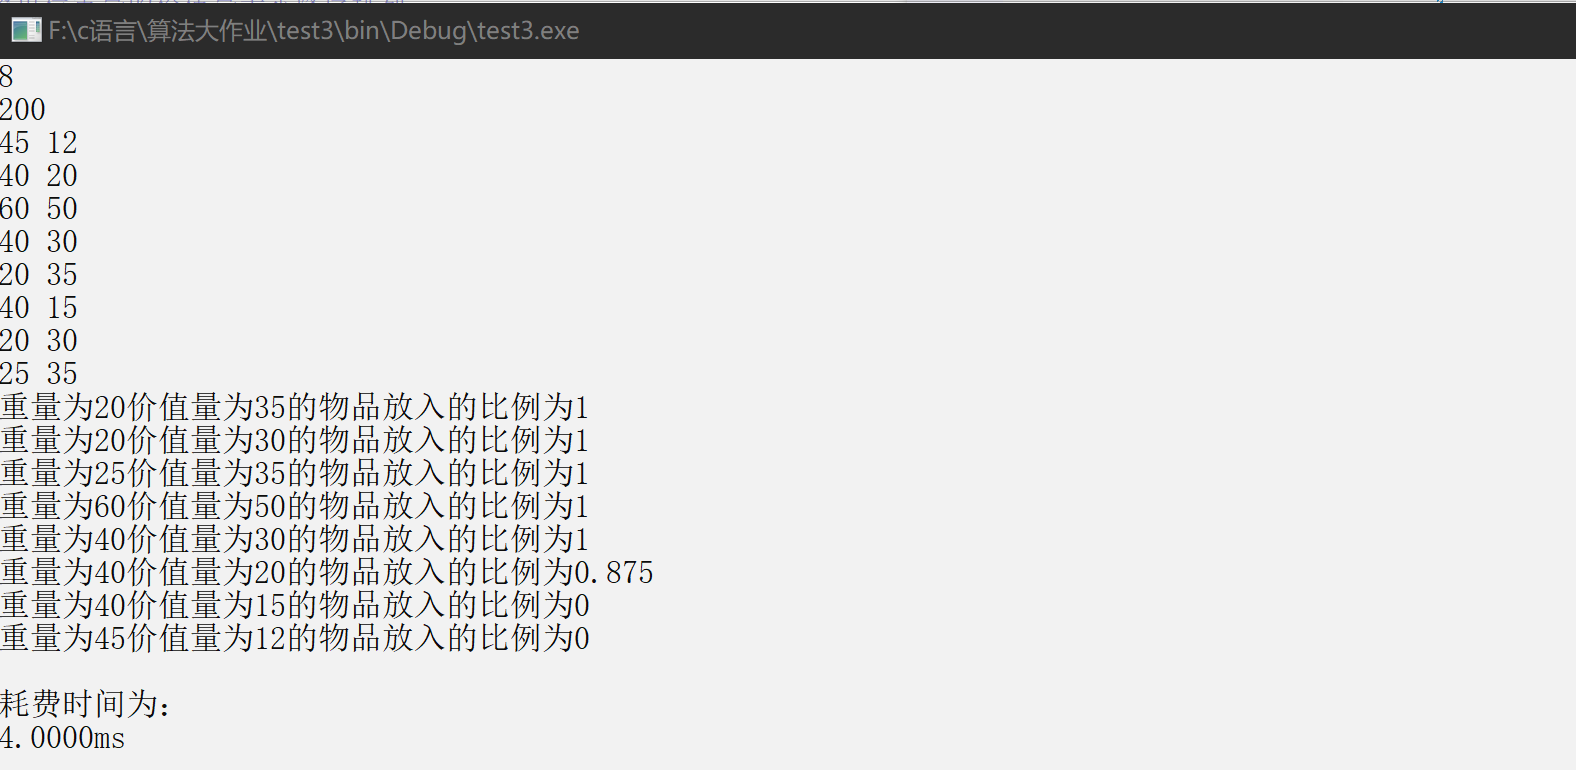 F:\c语言\算法大作业\test3\bin\Debug\test3.exe
8
200
45 12
40 20
60 50
40 30
20 35
40 15
20 30
25 35
重量为20价值量为35的物品放入的比例为1
重量为20价值量为30的物品放入的比例为1
重量为25价值量为35的物品放入的比例为1
重量为60价值量为50的物品放入的比例为1
重量为40价值量为30的物品放入的比例为1
重量为40价值量为20的物品放入的比例为0.875
重量为40价值量为15的物品放入的比例为0
重量为45价值量为12的物品放入的比例为0
耗费时间为：
4.0000ms